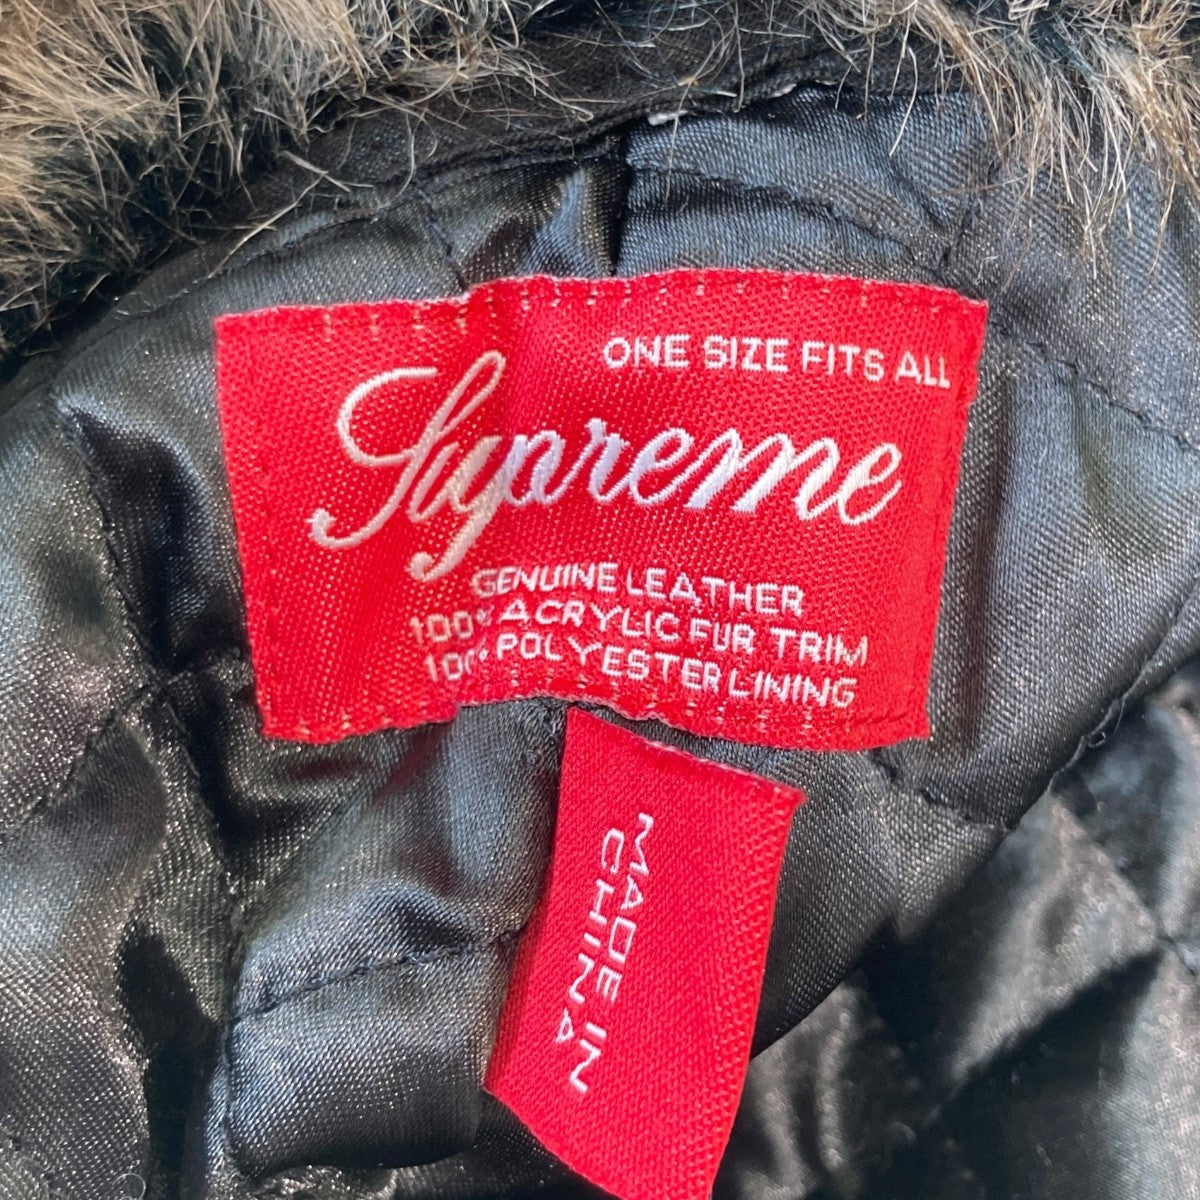 ONE SIZE FITS ALL
Supreme
GENUINE LEATHER
100% ACRYLIC FUR TRIM
100% POLYESTER LINING
MADE IN
CHINA